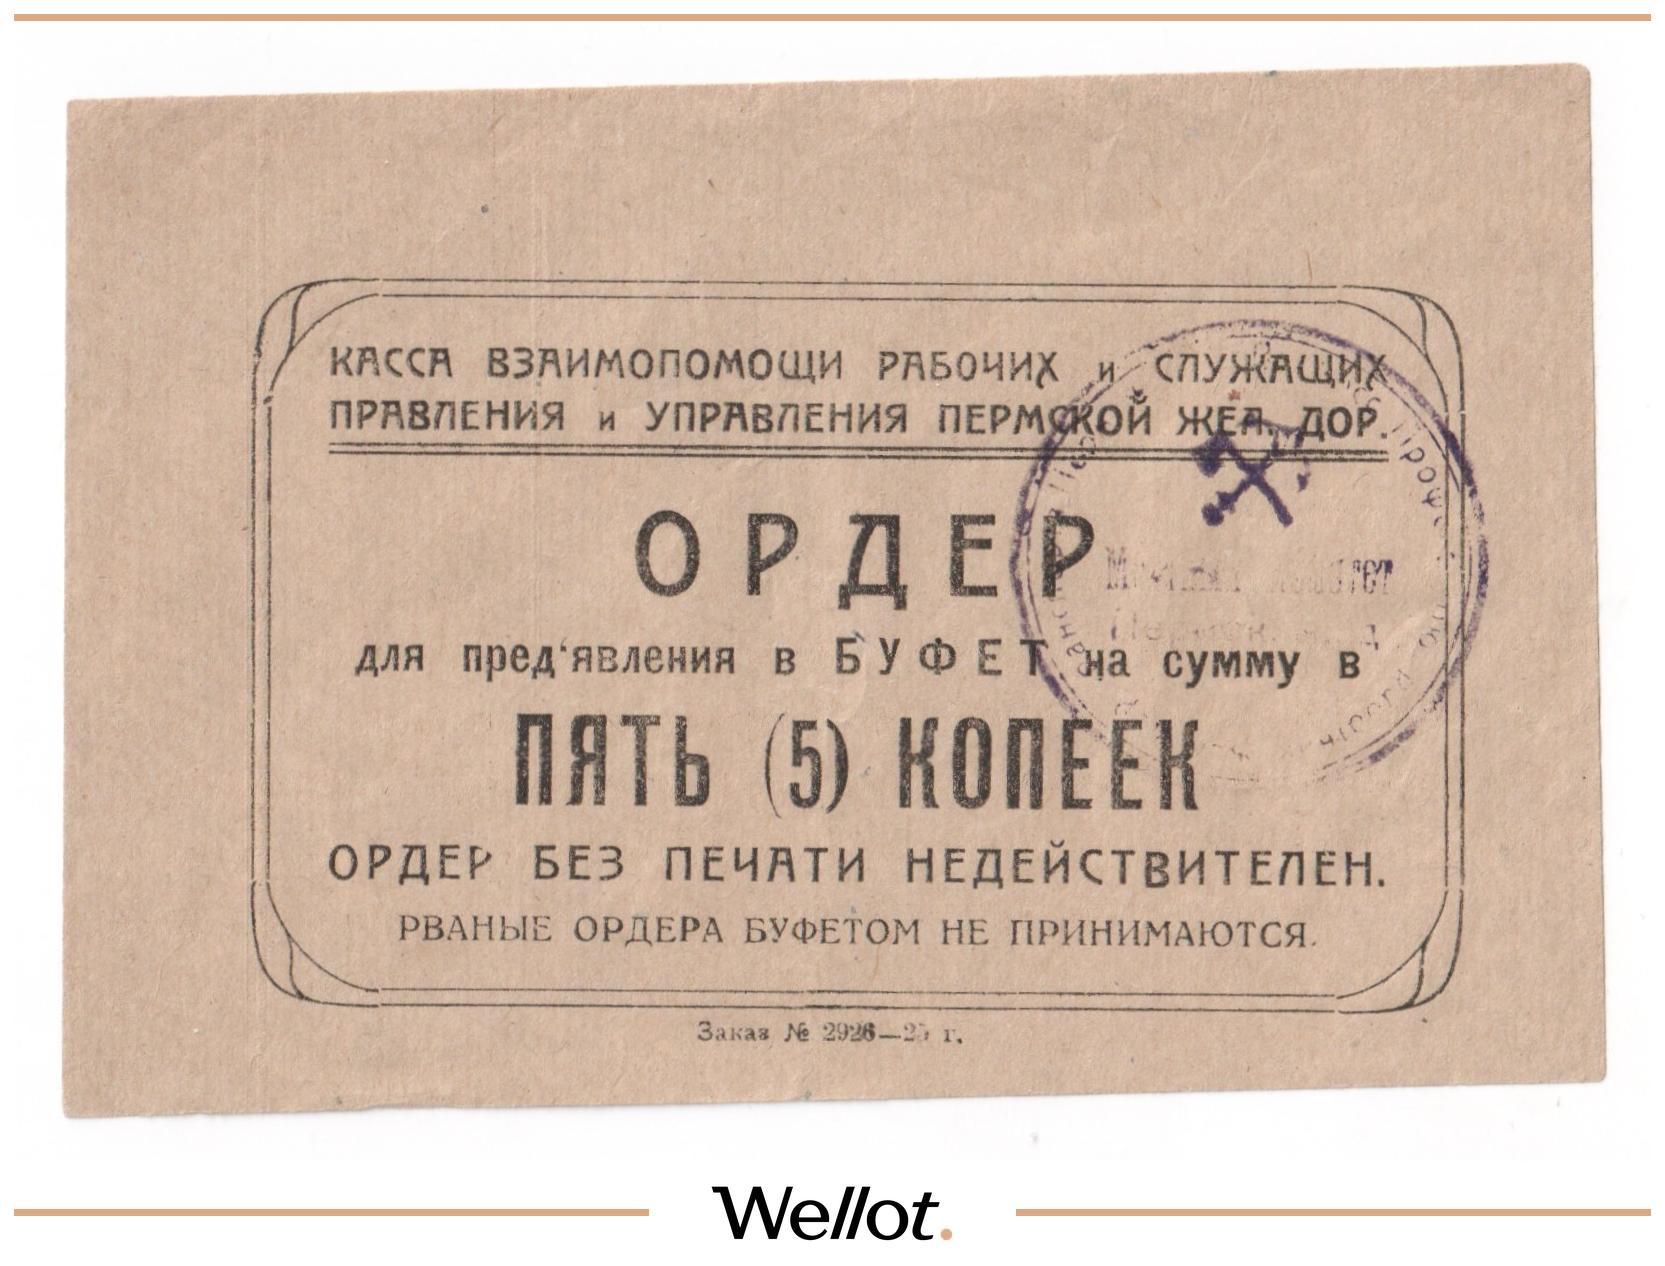 КАССА ВЗАИМОПОМОЩИ РАБОЧИХ и СЛУЖАЩИХ
ПРАВЛЕНИЯ и УПРАВЛЕНИЯ ПЕРМСКОЙ ЖЕЛ. ДОР.
ОРДЕР
для пред‘явления в БУФЕТ на сумму в
ПЯТЬ (5) КОПЕЕК
ОРДЕР БЕЗ ПЕЧАТИ НЕДЕЙСТВИТЕЛЕН.
РВАНЫЕ ОРДЕРА БУФЕТОМ НЕ ПРИНИМАЮТСЯ.
Заказ № 2926— г.
Wellot.